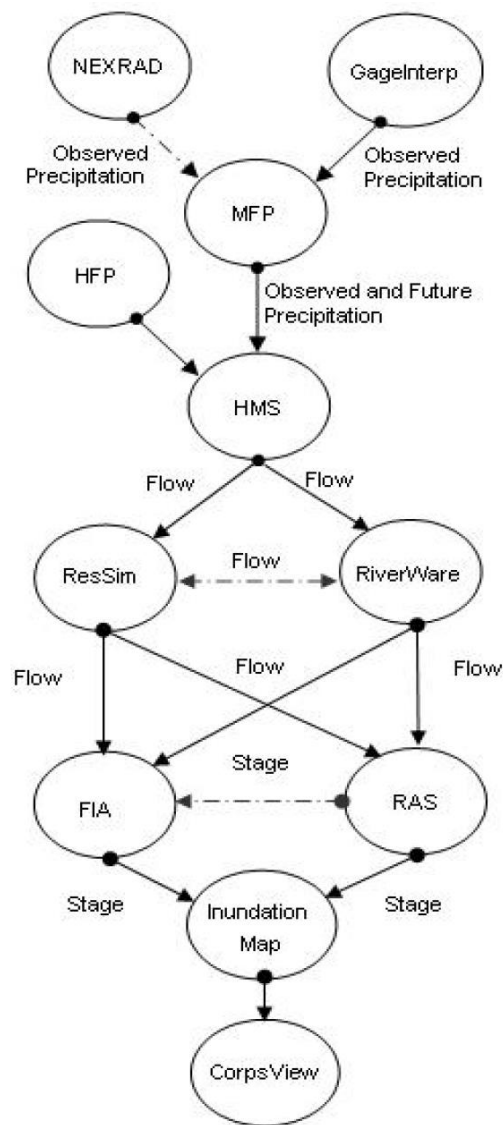 NEXRAD
GageInterp
Observed
Precipitation
Observed
Precipitation
MFP
HFP
Observed and Future
Precipitation
HMS
Flow
Flow
ResSim
Flow
RiverWare
Flow
Flow
Flow
Stage
FIA
RAS
Stage
Inundation
Map
Stage
CorpsView